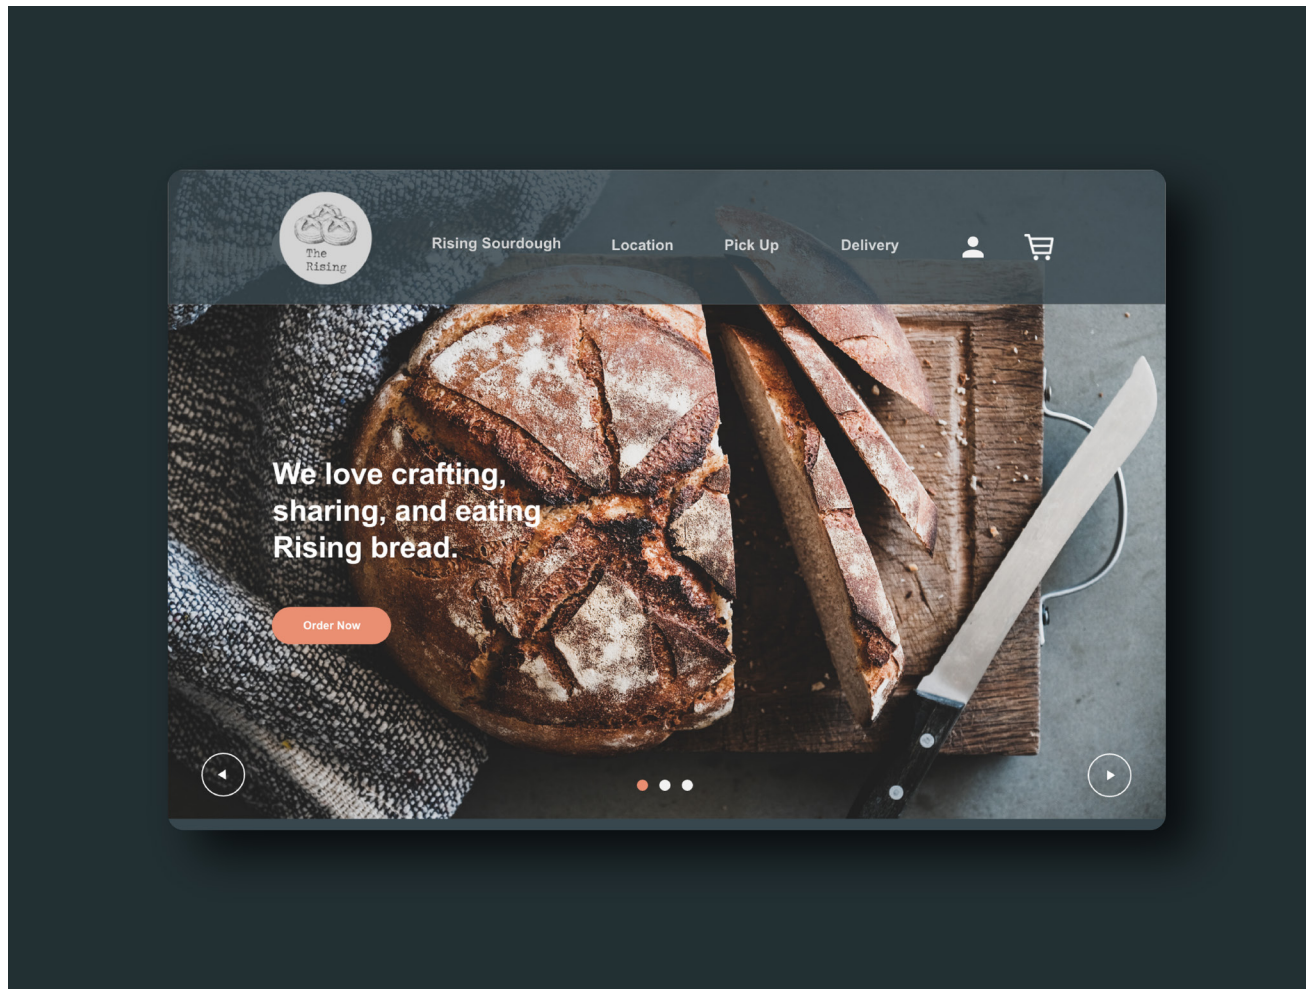 The
Rising
Rising Sourdough
Location
Pick Up
Delivery
We love crafting,
sharing, and eating
Rising bread.
Order Now